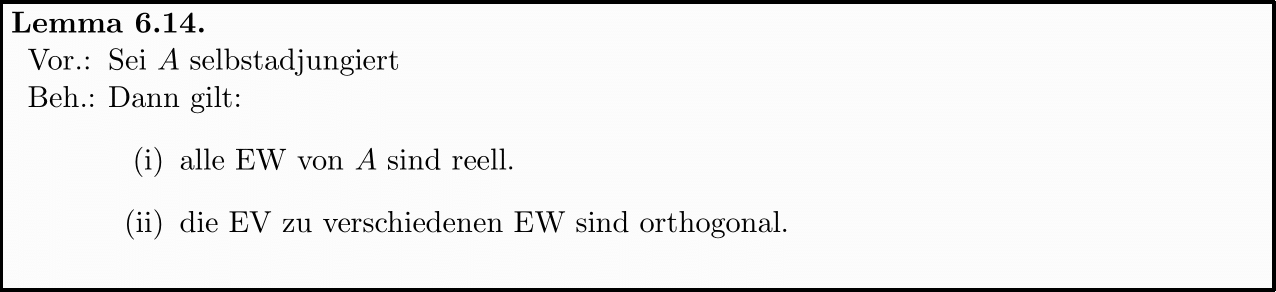 Lemma 6.14.
Vor.: Sei A selbstadjungiert
Beh.: Dann gilt:
(i) alle EW von A sind reell.
(ii) die EV zu verschiedenen EW sind orthogonal.